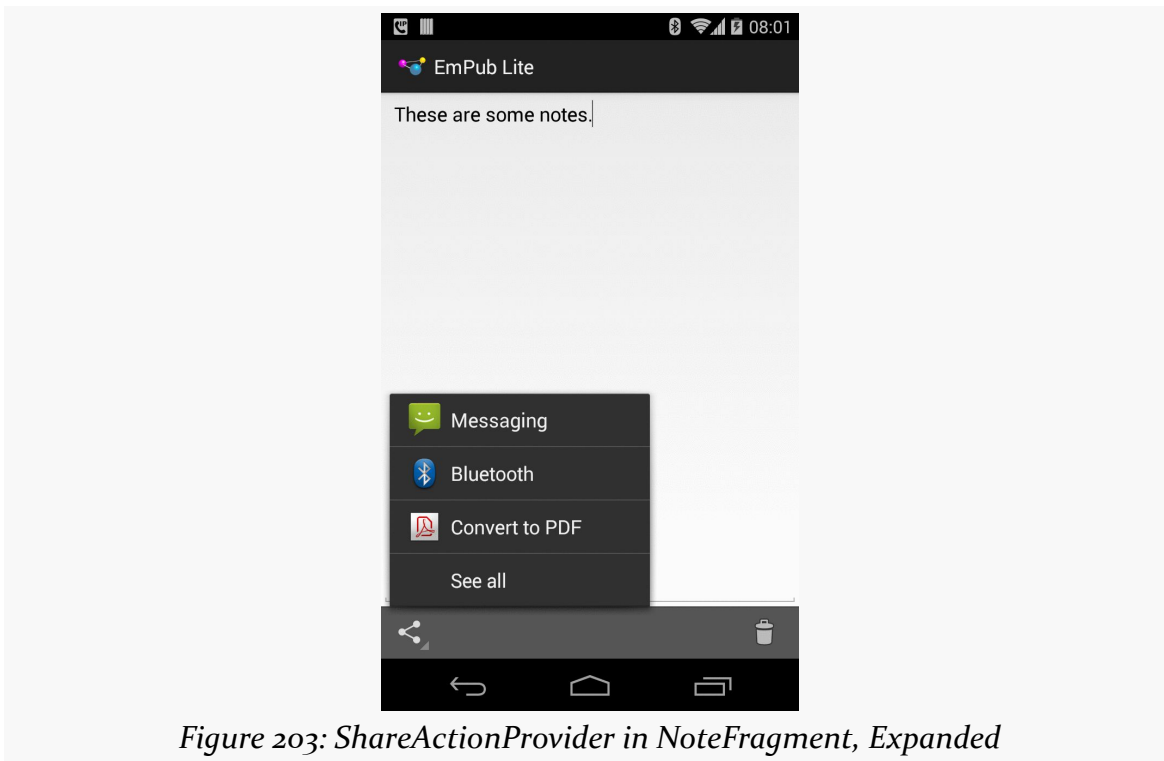 08:01
EmPub Lite
These are some notes.
Messaging
Bluetooth
Convert to PDF
See all
Figure 203: ShareActionProvider in NoteFragment, Expanded